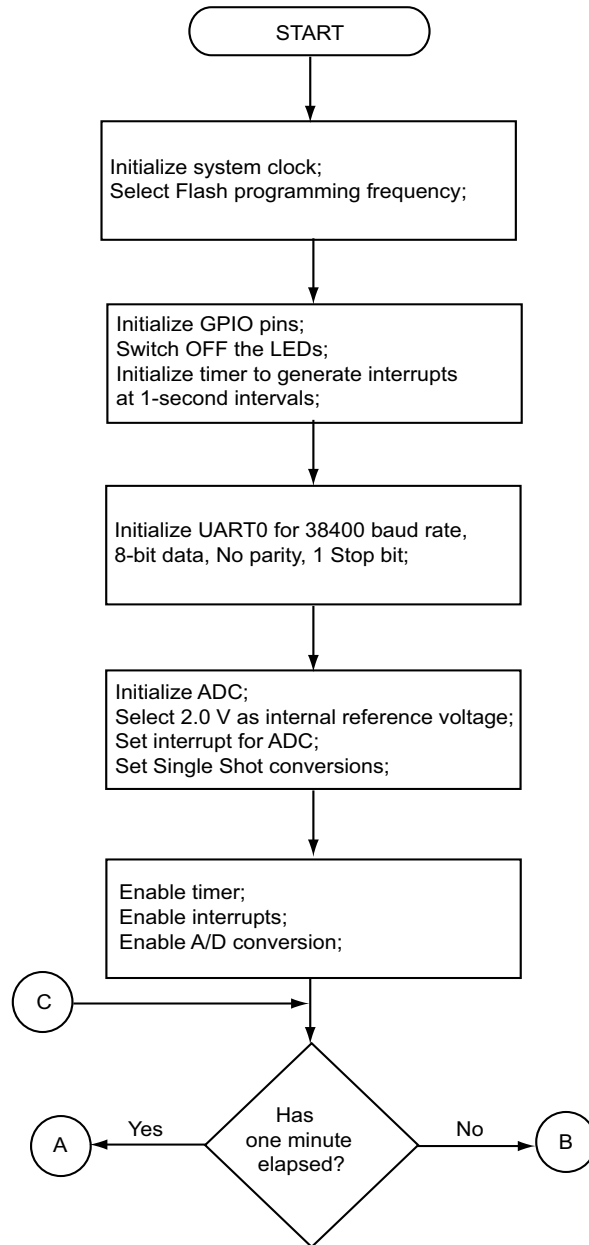 START
Initialize system clock;
Select Flash programming frequency;
Initialize GPIO pins;
Switch OFF the LEDs;
Initialize timer to generate interrupts
at 1-second intervals;
Initialize UART0 for 38400 baud rate,
8-bit data, No parity, 1 Stop bit;
Initialize ADC;
Select 2.0 V as internal reference voltage;
Set interrupt for ADC;
Set Single Shot conversions;
Enable timer;
Enable interrupts;
Enable A/D conversion;
C
Has
one minute
elapsed?
Yes
A
No
B